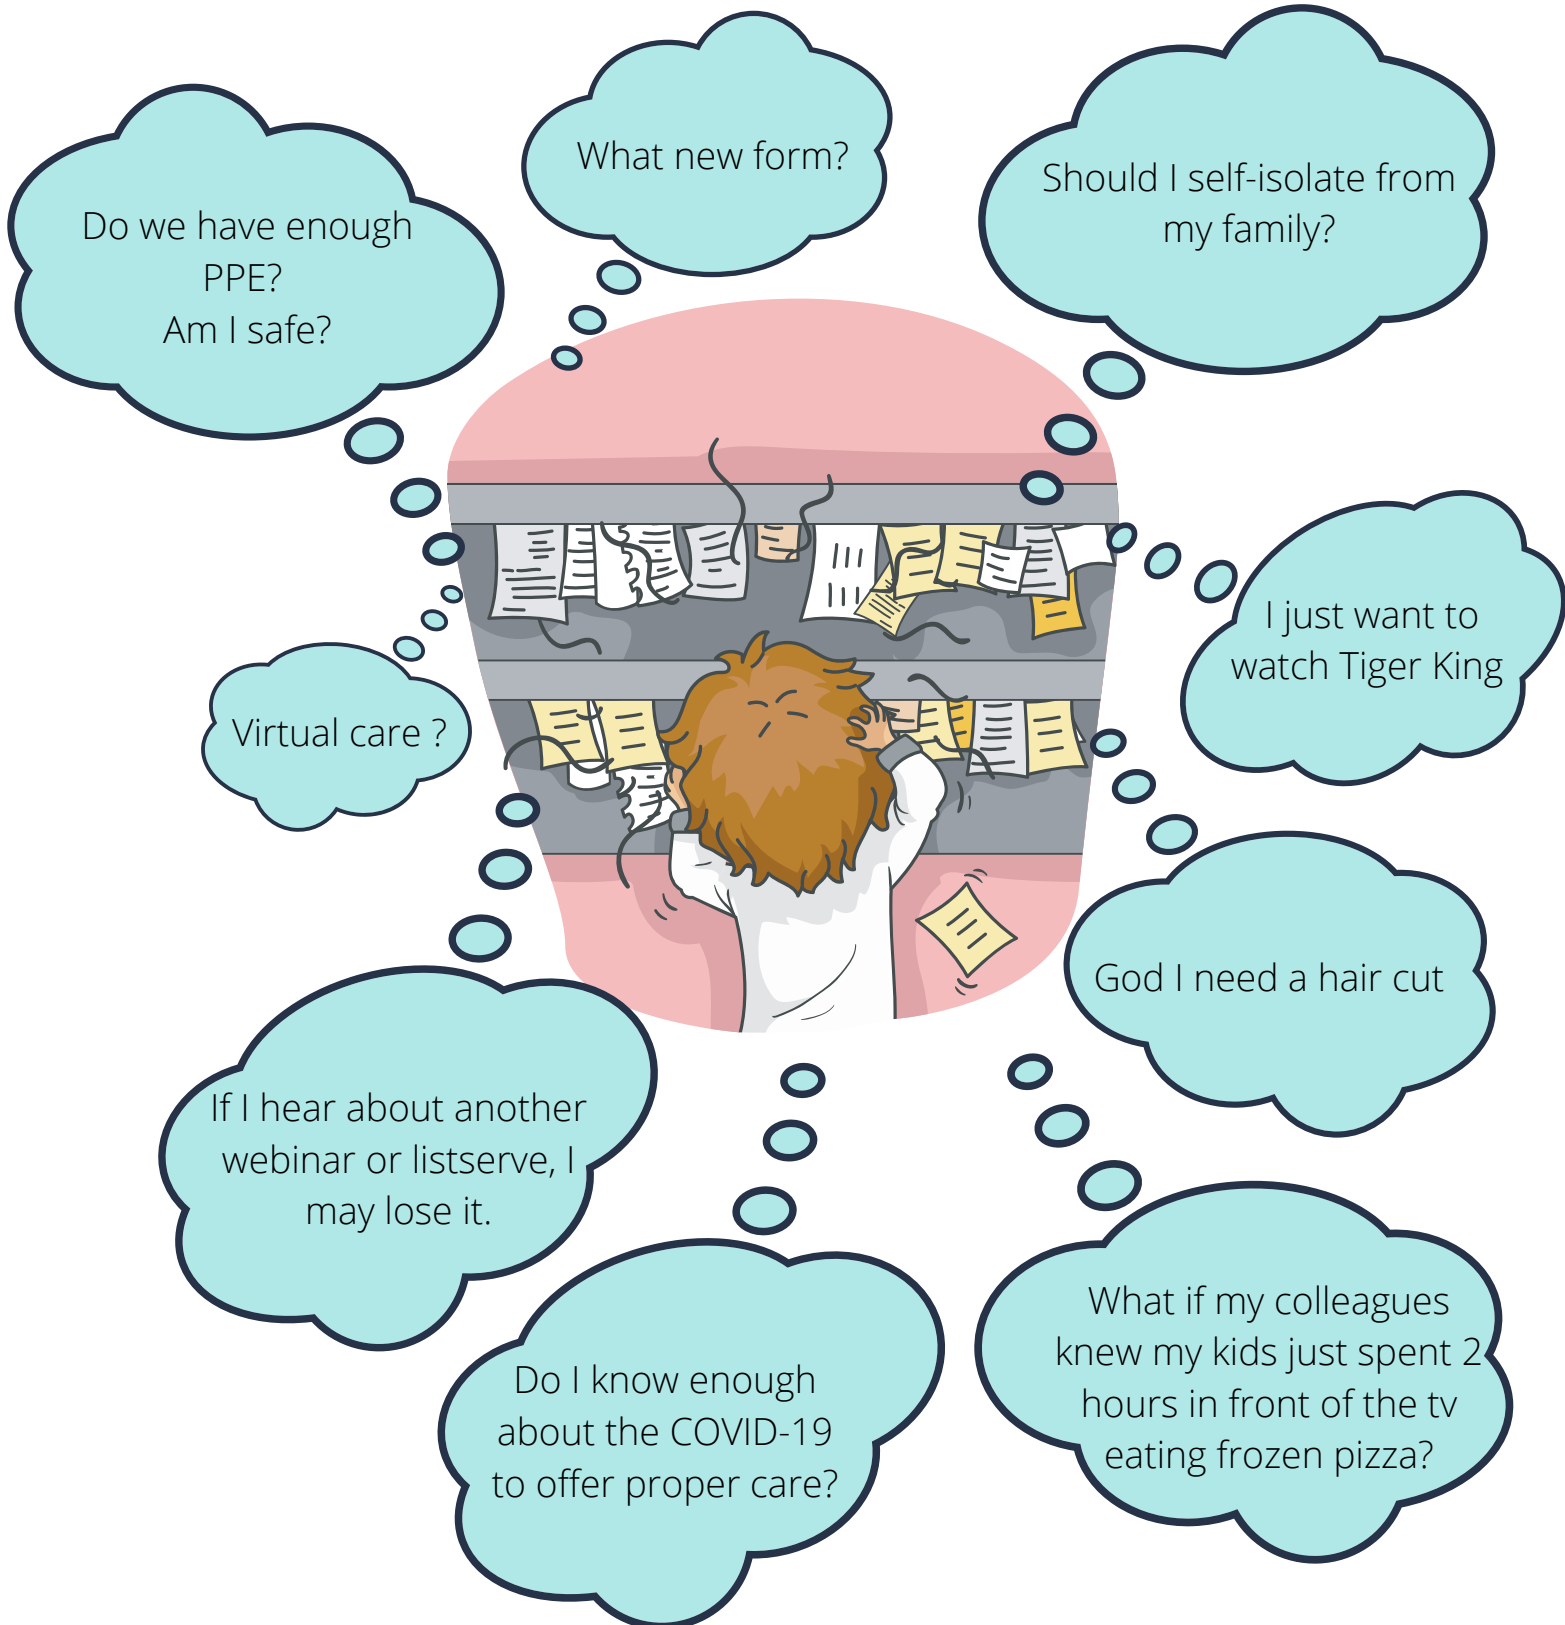 What new form?
Should I self-isolate from
my family?
Do we have enough
PPE?
Am I safe?
I just want to
watch Tiger King
Virtual care ?
God I need a hair cut
If I hear about another
webinar or listserve, I
may lose it.
What if my colleagues
knew my kids just spent 2
hours in front of the tv
eating frozen pizza?
Do I know enough
about the COVID-19
to offer proper care?